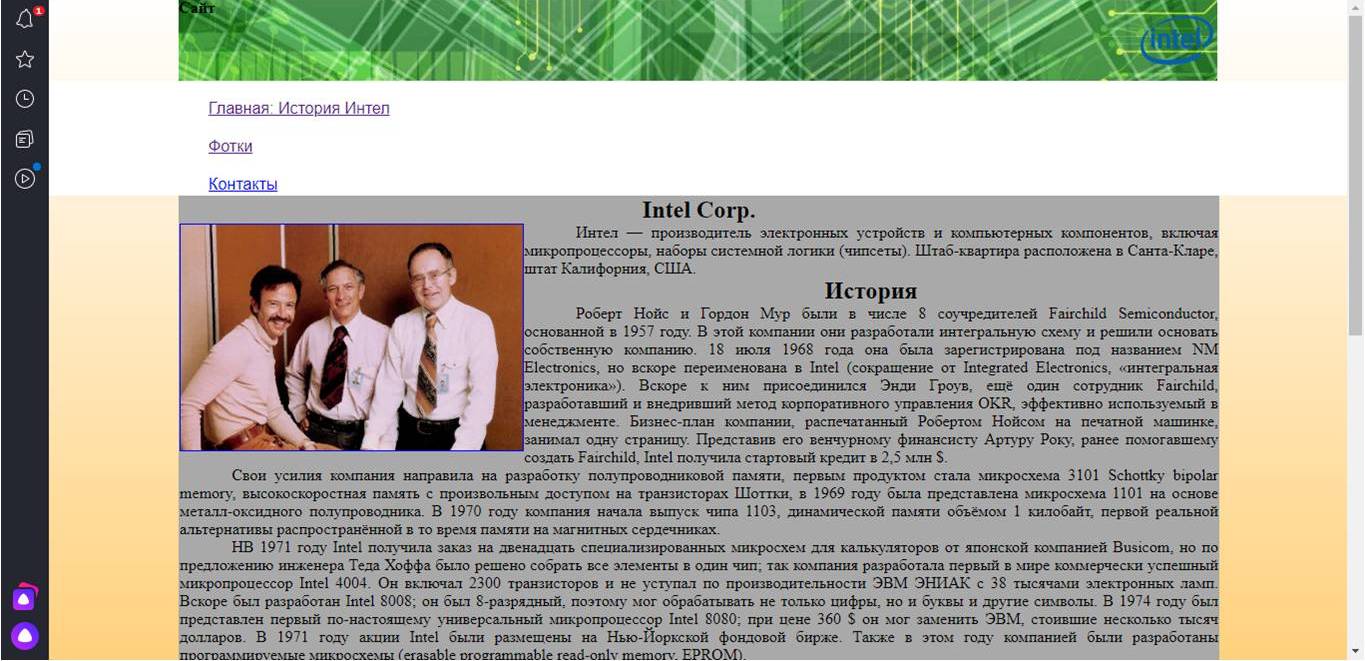 1
Сайт
intel
Главная: История Интел
Фотки
Контакты
Intel Corp.
Интел — производитель электронных устройств и компьютерных компонентов, включая
микропроцессоры, наборы системной логики (чипсеты). Штаб-квартира расположена в Санта-Кларе,
штат Калифорния, США.
История
Роберт Нойс и Гордон Мур были в числе 8 соучредителей Fairchild Semiconductor,
основанной в 1957 году. В этой компании они разработали интегральную схему и решили основать
собственную компанию. 18 июля 1968 года она была зарегистрирована под названием NM
Electronics, но вскоре переименована в Intel (сокращение от Integrated Electronics, «интегральная
электроника»). Вскоре к ним присоединился Энди Гроув, ещё один сотрудник Fairchild,
разработавший и внедривший метод корпоративного управления OKR, эффективно используемый в
менеджменте. Бизнес-план компании, распечатанный Робертом Нойсом на печатной машинке,
занимал одну страницу. Представив его венчурному финансисту Артуру Року, ранее помогавшему
создать Fairchild, Intel получила стартовый кредит в 2,5 млн $.
Свои усилия компания направила на разработку полупроводниковой памяти, первым продуктом стала микросхема 3101 Schottky bipolar
memory, высокоскоростная память с произвольным доступом на транзисторах Шоттки, в 1969 году была представлена микросхема 1101 на основе
металл-оксидного полупроводника. В 1970 году компания начала выпуск чипа 1103, динамической памяти объёмом 1 килобайт, первой реальной
альтернативы распространённой в то время памяти на магнитных сердечниках.
НВ 1971 году Intel получила заказ на двенадцать специализированных микросхем для калькуляторов от японской компанией Busicom, но по
предложению инженера Теда Хоффа было решено собрать все элементы в один чип; так компания разработала первый в мире коммерчески успешный
микропроцессор Intel 4004. Он включал 2300 транзисторов и не уступал по производительности ЭВМ ЭНИАК с 38 тысячами электронных ламп.
Вскоре был разработан Intel 8008; он был 8-разрядный, поэтому мог обрабатывать не только цифры, но и буквы и другие символы. В 1974 году был
представлен первый по-настоящему универсальный микропроцессор Intel 8080; при цене 360 $ он мог заменить ЭВМ, стоившие несколько тысяч
долларов. В 1971 году акции Intel были размещены на Нью-Йоркской фондовой бирже. Также в этом году компанией были разработаны
программируемые микросхемы (erasable programmable read-only memory, EPROM).